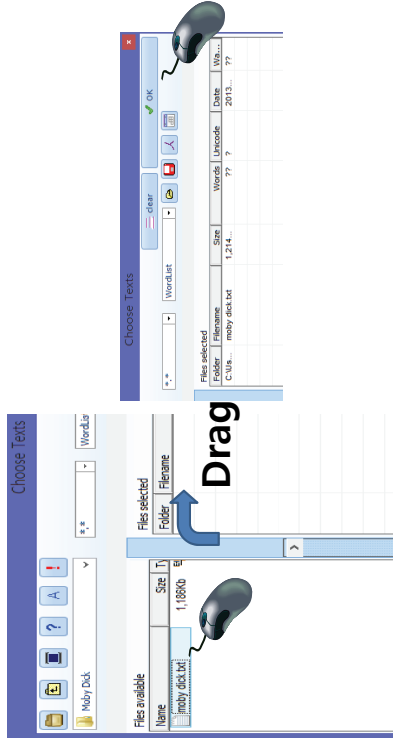 Choose Texts
? A !
Moby Dick *.* WordLis
Files available Files selected
Name Size Folder Filename
moby dick.txt 1,186Kb
Drag
Choose Texts
clear OK
*.* WordList
Files selected
Folder Filename Size Words Unicode Date Wa...
C:\Us... moby dick.txt 1,214... ?? ? 2013... ??